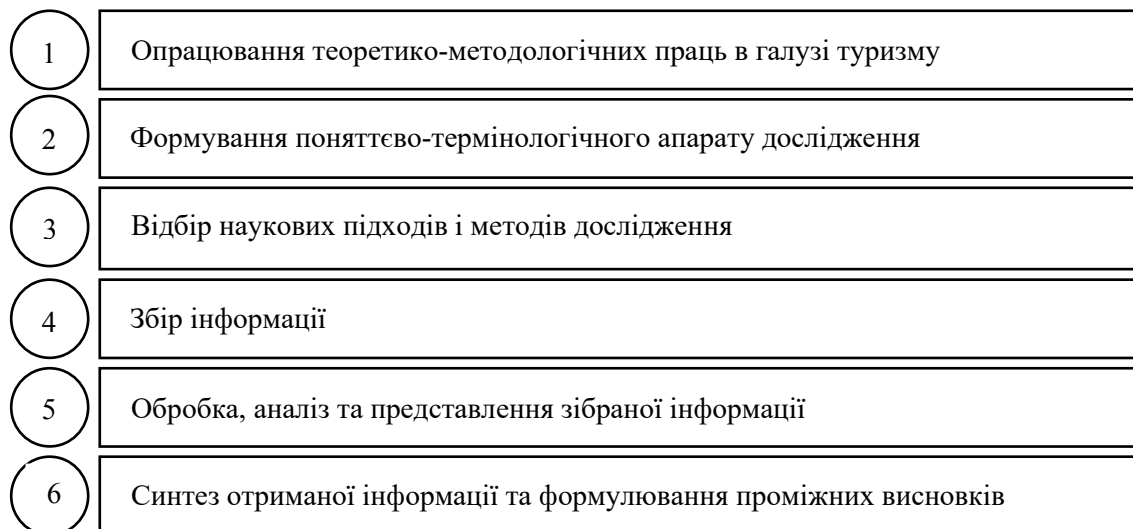 1 Опрацювання теоретико-методологічних праць в галузі туризму
2 Формування поняттєво-термінологічного апарату дослідження
3 Відбір наукових підходів і методів дослідження
4 Збір інформації
5 Обробка, аналіз та представлення зібраної інформації
6 Синтез отриманої інформації та формулювання проміжних висновків